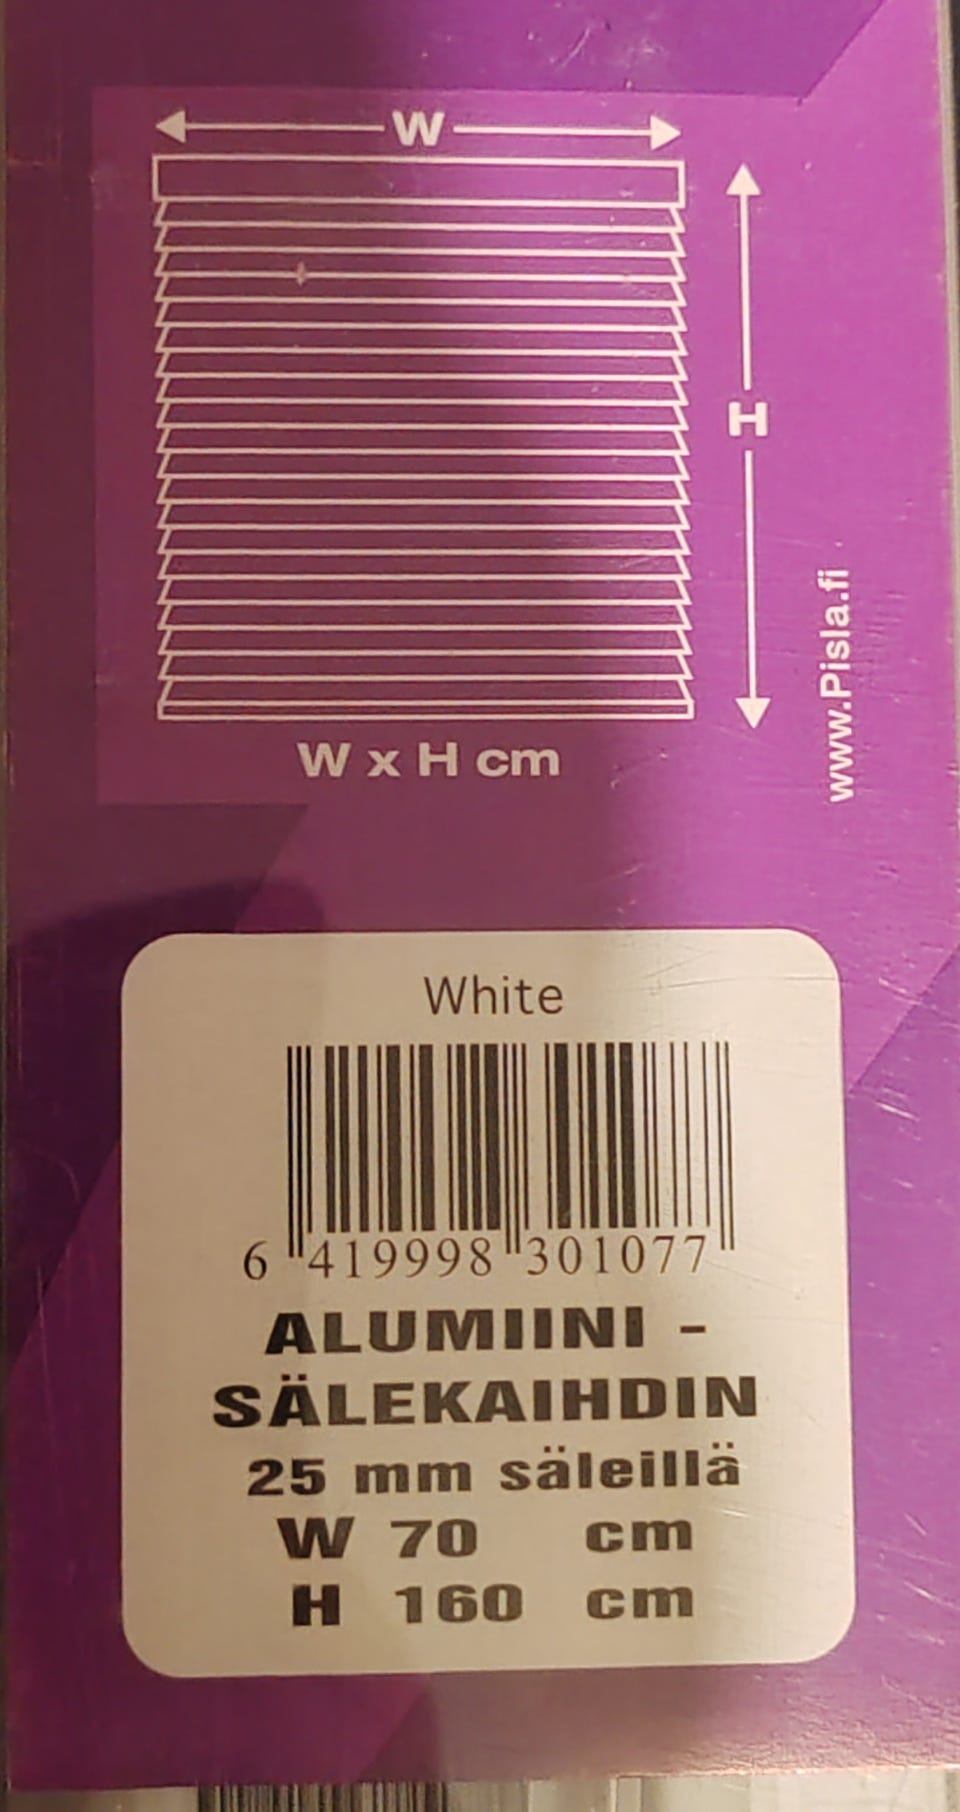 W
H
www.Pisla.fi
W x H cm
White
6 419998 301077
ALUMIINI -
SÄLEKAIHDIN
25 mm säleillä
W 70 cm
H 160 cm